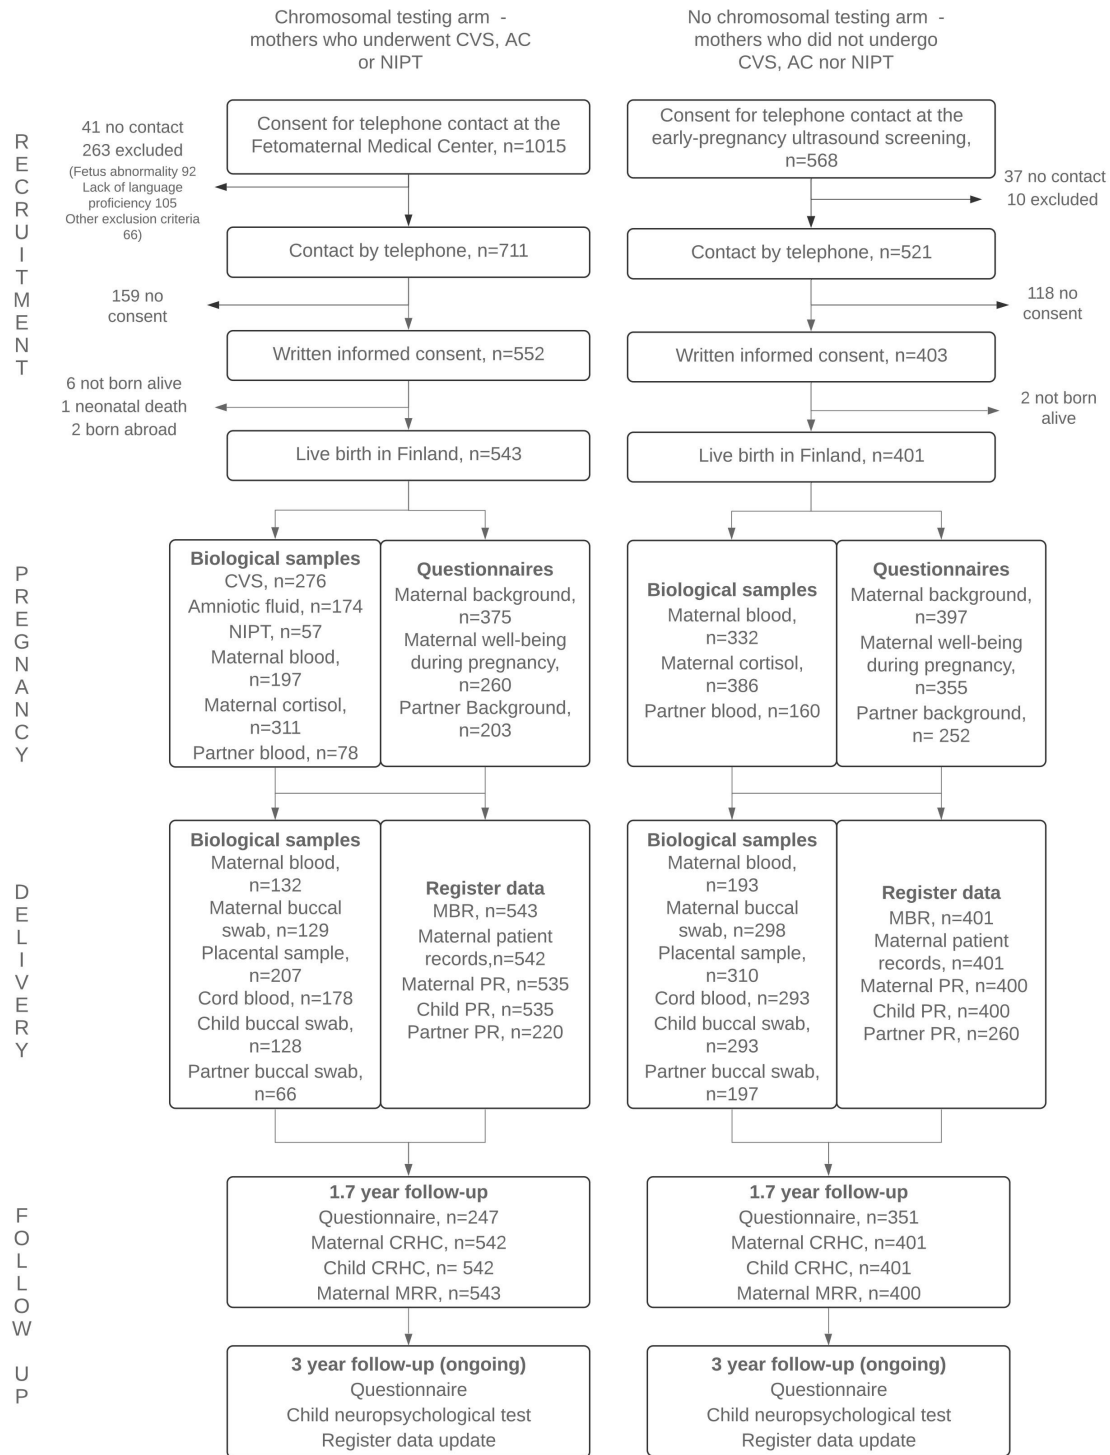 Chromosomal testing arm -
mothers who underwent CVS, AC
or NIPT
No chromosomal testing arm -
mothers who did not undergo
CVS, AC nor NIPT
RECRUITMENT
41 no contact
263 excluded
(Fetus abnormality 92
Lack of language
proficiency 105
Other exclusion criteria
66)
Consent for telephone contact at the
Fetomaternal Medical Center, n=1015
Consent for telephone contact at the
early-pregnancy ultrasound screening,
n=568
37 no contact
10 excluded
Contact by telephone, n=711
Contact by telephone, n=521
159 no
consent
118 no
consent
Written informed consent, n=552
Written informed consent, n=403
6 not born alive
1 neonatal death
2 born abroad
2 not born
alive
Live birth in Finland, n=543
Live birth in Finland, n=401
PREGNANCY
Biological samples
CVS, n=276
Amniotic fluid, n=174
NIPT, n=57
Maternal blood,
n=197
Maternal cortisol,
n=311
Partner blood, n=78
Questionnaires
Maternal background,
n=375
Maternal well-being
during pregnancy,
n=260
Partner Background,
n=203
Biological samples
Maternal blood,
n=332
Maternal cortisol,
n=386
Partner blood, n=160
Questionnaires
Maternal background,
n=397
Maternal well-being
during pregnancy,
n=355
Partner background,
n= 252
DELIVERY
Biological samples
Maternal blood,
n=132
Maternal buccal
swab, n=129
Placental sample,
n=207
Cord blood, n=178
Child buccal swab,
n=128
Partner buccal swab,
n=66
Register data
MBR, n=543
Maternal patient
records,n=542
Maternal PR, n=535
Child PR, n=535
Partner PR, n=220
Biological samples
Maternal blood,
n=193
Maternal buccal
swab, n=298
Placental sample,
n=310
Cord blood, n=293
Child buccal swab,
n=293
Partner buccal swab,
n=197
Register data
MBR, n=401
Maternal patient
records, n=401
Maternal PR, n=400
Child PR, n=400
Partner PR, n=260
FOLLOW UP
1.7 year follow-up
Questionnaire, n=247
Maternal CRHC, n=542
Child CRHC, n= 542
Maternal MRR, n=543
1.7 year follow-up
Questionnaire, n=351
Maternal CRHC, n=401
Child CRHC, n=401
Maternal MRR, n=400
3 year follow-up (ongoing)
Questionnaire
Child neuropsychological test
Register data update
3 year follow-up (ongoing)
Questionnaire
Child neuropsychological test
Register data update